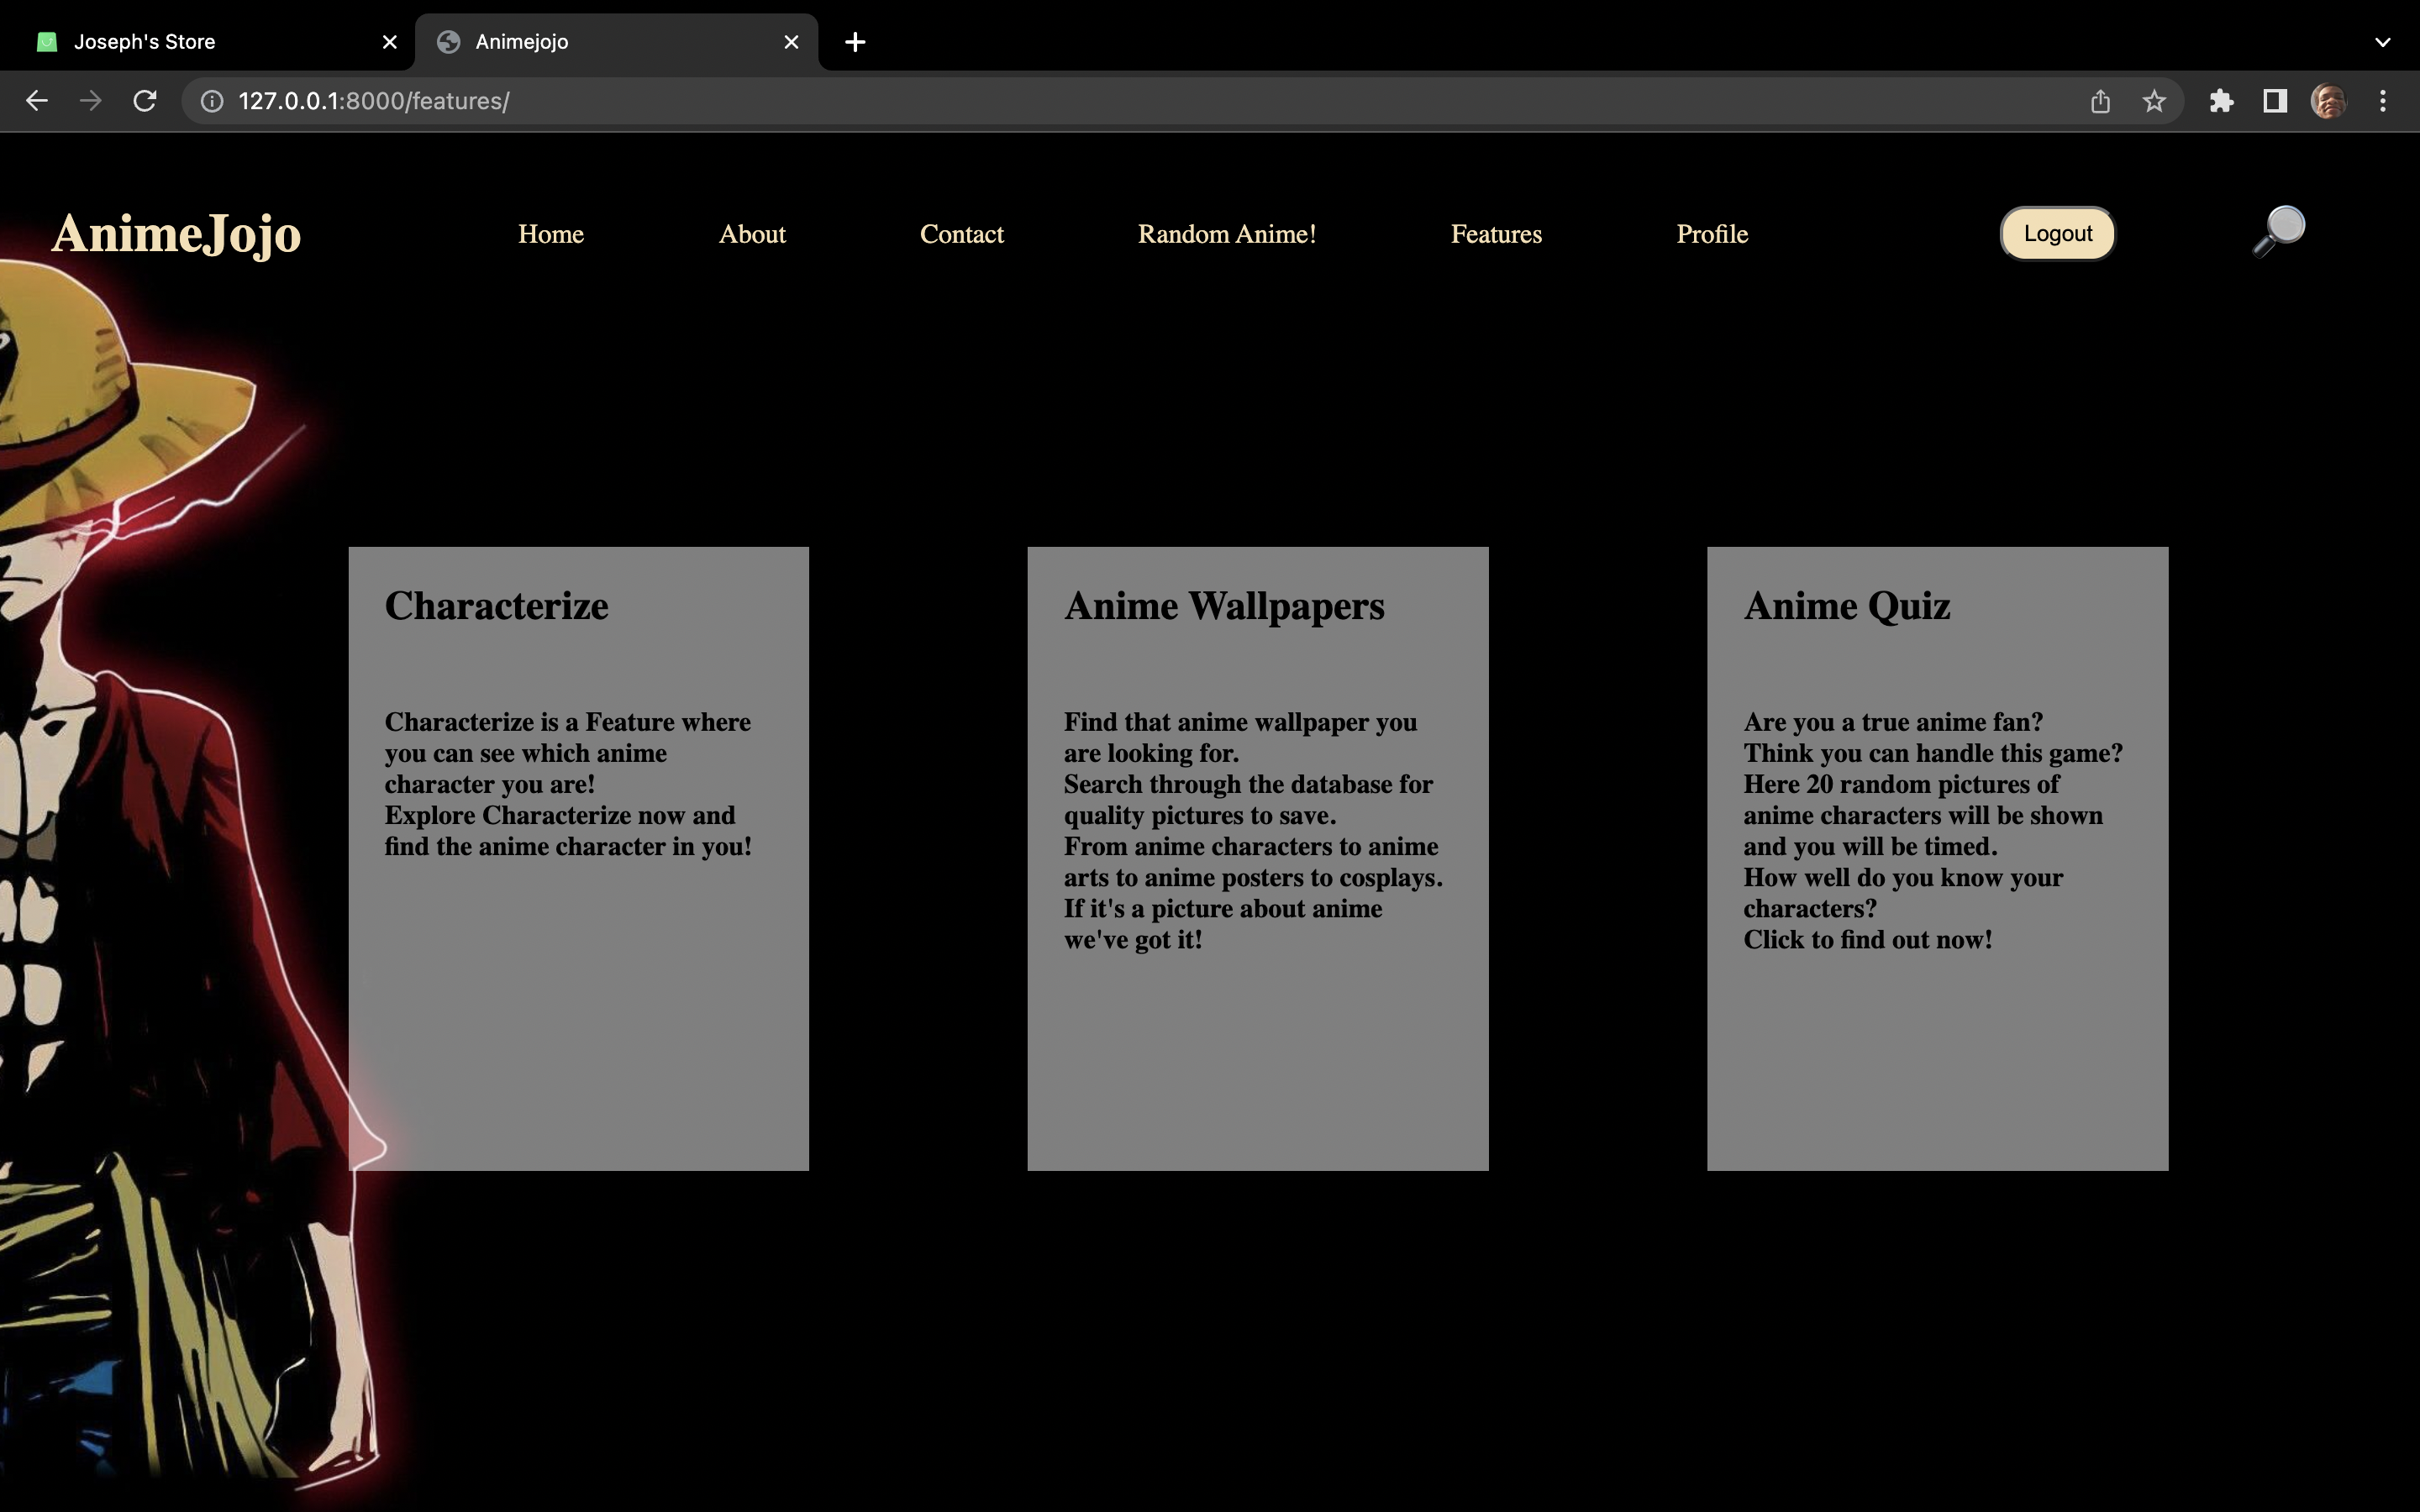 Joseph's Store
Animejojo
127.0.0.1:8000/features/
AnimeJojo
Home
About
Contact
Random Anime!
Features
Profile
Logout
Characterize
Characterize is a Feature where
you can see which anime
character you are!
Explore Characterize now and
find the anime character in you!
Anime Wallpapers
Find that anime wallpaper you
are looking for.
Search through the database for
quality pictures to save.
From anime characters to anime
arts to anime posters to cosplays.
If it's a picture about anime
we've got it!
Anime Quiz
Are you a true anime fan?
Think you can handle this game?
Here 20 random pictures of
anime characters will be shown
and you will be timed.
How well do you know your
characters?
Click to find out now!